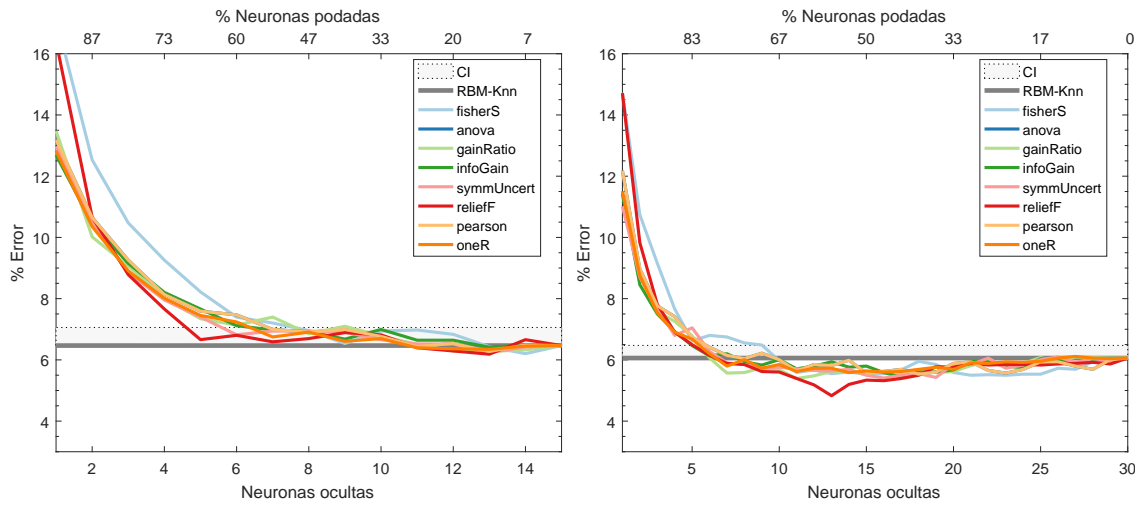 % Neuronas podadas
87 73 60 47 33 20 7
16
14
12
10
8
6
4
% Error
CI
RBM-Knn
fisherS
anova
gainRatio
infoGain
symmUncert
reliefF
pearson
oneR
2 4 6 8 10 12 14
Neuronas ocultas
% Neuronas podadas
83 67 50 33 17 0
16
14
12
10
8
6
4
% Error
CI
RBM-Knn
fisherS
anova
gainRatio
infoGain
symmUncert
reliefF
pearson
oneR
5 10 15 20 25 30
Neuronas ocultas